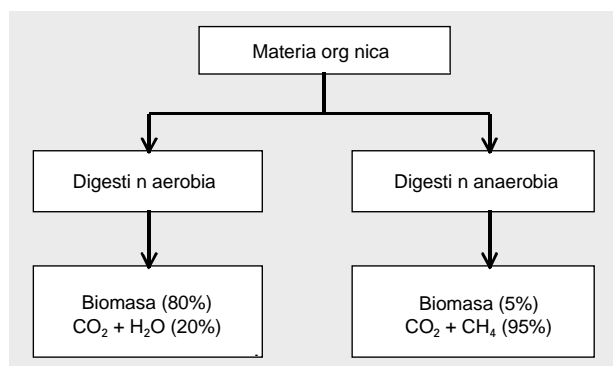 Materia org nica
Digesti n aerobia
Digesti n anaerobia
Biomasa (80%)
CO₂ + H₂O (20%)
Biomasa (5%)
CO₂ + CH₄ (95%)